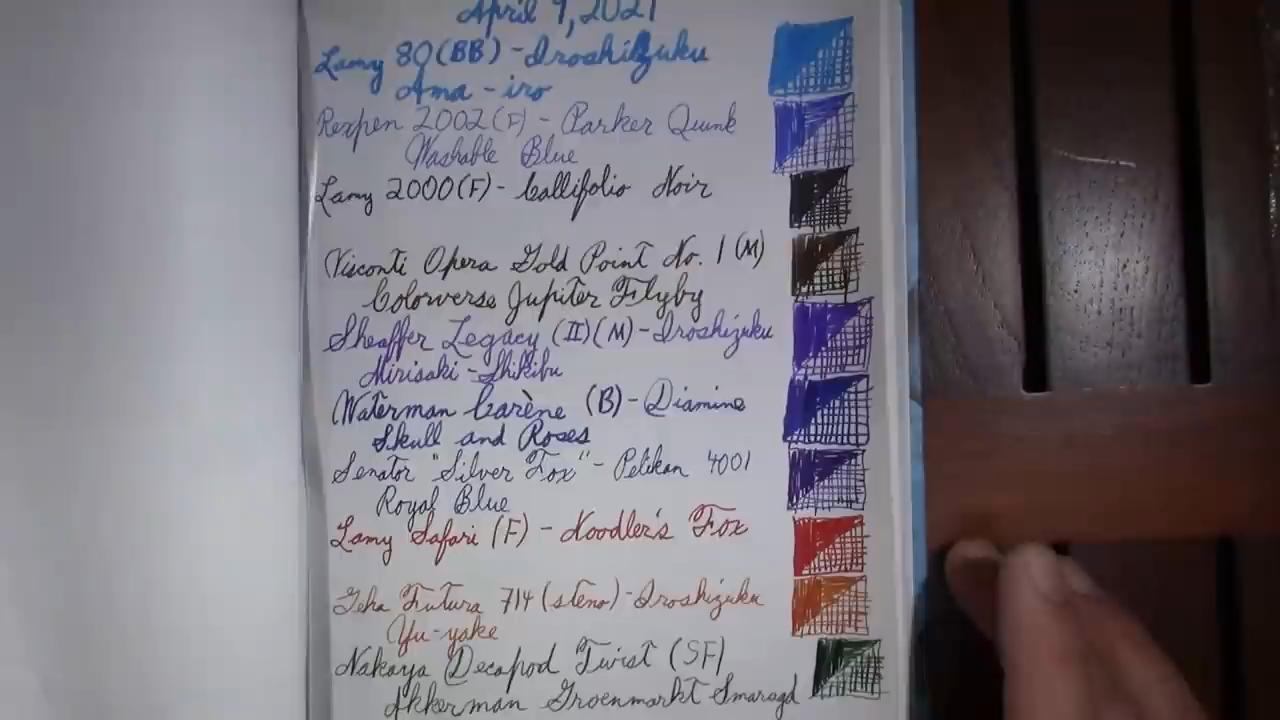 April 9, 2021
Lamy 80(BB) - Iroshizuku
Ama - iro
Rexpen 2002(F) - Parker Quink
Washable Blue
Lamy 2000(F) - Callifolio Noir
Visconti Opera Gold Point No. 1 (M)
Colorverse Jupiter Flyby
Sheaffer Legacy (II)(M) - Iroshizuku
Mirisaki - Shikibu
Waterman Carène (B) - Diamine
Skull and Roses
Senator "Silver Fox" - Pelikan 4001
Royal Blue
Lamy Safari (F) - Noodler's Fox
Geha Futura 714 (steno) - Iroshizuku
Yu-yake
Nakaya Decapod Twist (SF)
Akkerman Groenmarkt Smaragd